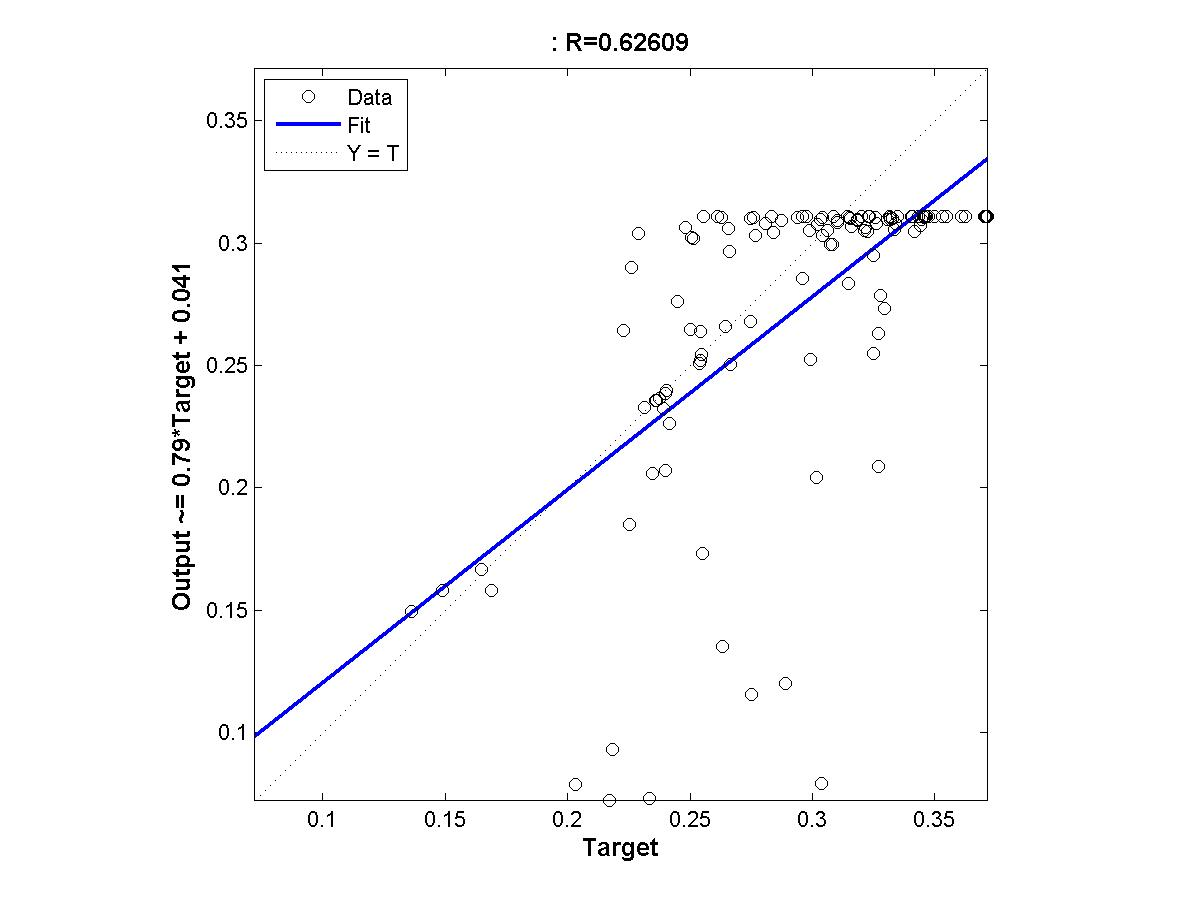 : R=0.62609
Data
Fit
Y = T
Output ~= 0.79*Target + 0.041
0.35
0.3
0.25
0.2
0.15
0.1
0.1 0.15 0.2 0.25 0.3 0.35
Target